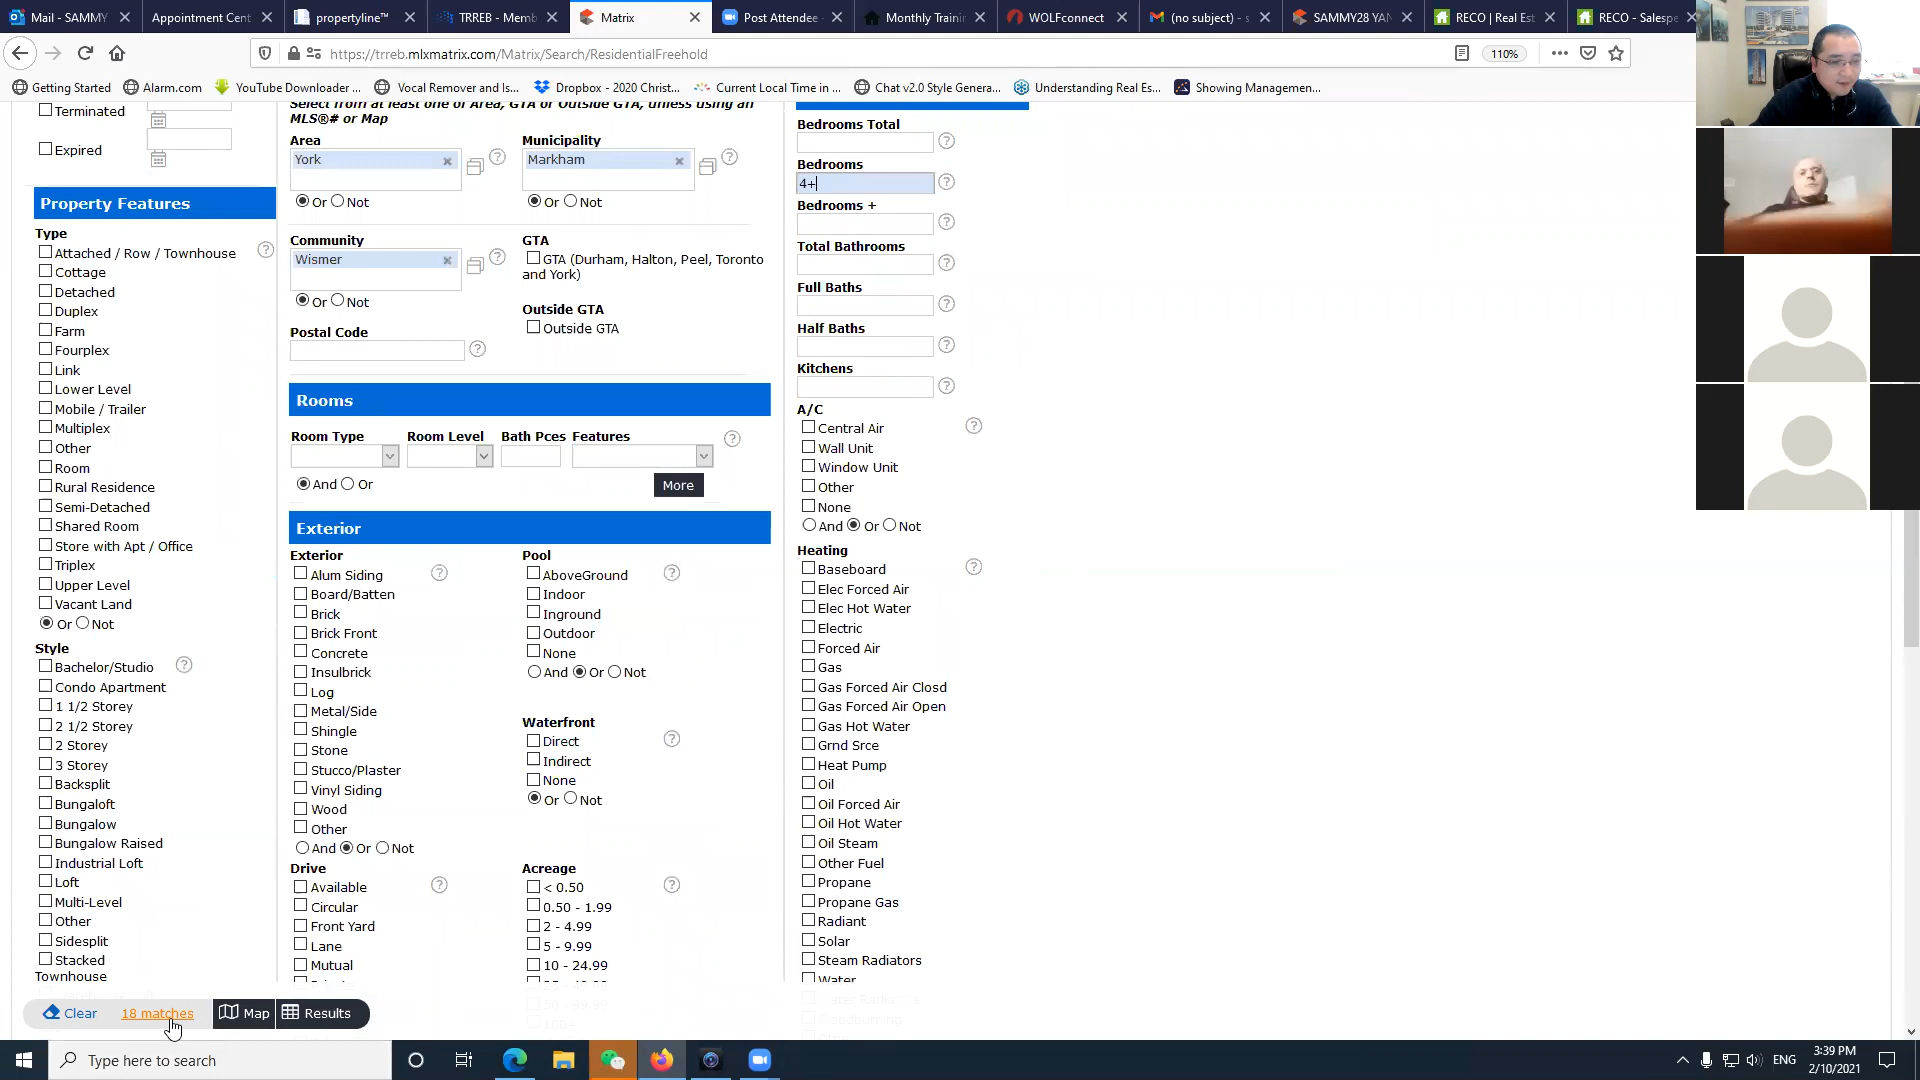 Mail - SAMMY
Appointment Cent
propertyline™
TRREB - Memb
Matrix
Post Attendee -
Monthly Trainin
WOLFconnect
(no subject) - s
SAMMY28 YAN
RECO | Real Est
RECO - Salespe
https://trreb.mlxmatrix.com/Matrix/Search/ResidentialFreehold
110%
Getting Started
Alarm.com
YouTube Downloader ...
Vocal Remover and Is...
Dropbox - 2020 Christ...
Current Local Time in ...
Chat v2.0 Style Genera...
Understanding Real Es...
Showing Managemen...
Terminated
Expired
Property Features
Type
Attached / Row / Townhouse
Cottage
Detached
Duplex
Farm
Fourplex
Link
Lower Level
Mobile / Trailer
Multiplex
Other
Room
Rural Residence
Semi-Detached
Shared Room
Store with Apt / Office
Triplex
Upper Level
Vacant Land
Or Not
Style
Bachelor/Studio
Condo Apartment
1 1/2 Storey
2 1/2 Storey
2 Storey
3 Storey
Backsplit
Bungaloft
Bungalow
Bungalow Raised
Industrial Loft
Loft
Multi-Level
Other
Sidesplit
Stacked
Townhouse
Select from at least one of Area, GTA or Outside GTA, unless using an
MLS®# or Map
Area
York
Or Not
Municipality
Markham
Or Not
Community
Wismer
Or Not
GTA
GTA (Durham, Halton, Peel, Toronto
and York)
Outside GTA
Outside GTA
Postal Code
Rooms
Room Type Room Level Bath Pces Features
And Or
More
Exterior
Exterior
Alum Siding
Board/Batten
Brick
Brick Front
Concrete
Insulbrick
Log
Metal/Side
Shingle
Stone
Stucco/Plaster
Vinyl Siding
Wood
Other
And Or Not
Pool
AboveGround
Indoor
Inground
Outdoor
None
And Or Not
Waterfront
Direct
Indirect
None
Or Not
Drive
Available
Circular
Front Yard
Lane
Mutual
Acreage
< 0.50
0.50 - 1.99
2 - 4.99
5 - 9.99
10 - 24.99
50 - 99.99
100+
Bedrooms Total
Bedrooms
4+
Bedrooms +
Total Bathrooms
Full Baths
Half Baths
Kitchens
A/C
Central Air
Wall Unit
Window Unit
Other
None
And Or Not
Heating
Baseboard
Elec Forced Air
Elec Hot Water
Electric
Forced Air
Gas
Gas Forced Air Closd
Gas Forced Air Open
Gas Hot Water
Grnd Srce
Heat Pump
Oil
Oil Forced Air
Oil Hot Water
Oil Steam
Other Fuel
Propane
Propane Gas
Radiant
Solar
Steam Radiators
Water
Clear
18 matches
Map
Results
Type here to search
ENG
3:39 PM
2/10/2021